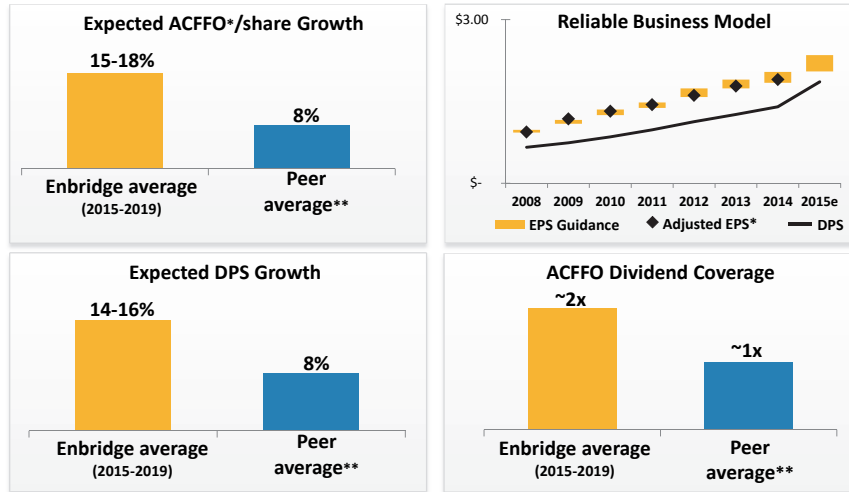 Expected ACFFO*/share Growth
15-18%
8%
Enbridge average
(2015-2019)
Peer
average**
Reliable Business Model
$3.00
$-
2008 2009 2010 2011 2012 2013 2014 2015e
EPS Guidance Adjusted EPS* DPS
Expected DPS Growth
14-16%
8%
Enbridge average
(2015-2019)
Peer
average**
ACFFO Dividend Coverage
~2x
~1x
Enbridge average
(2015-2019)
Peer
average**